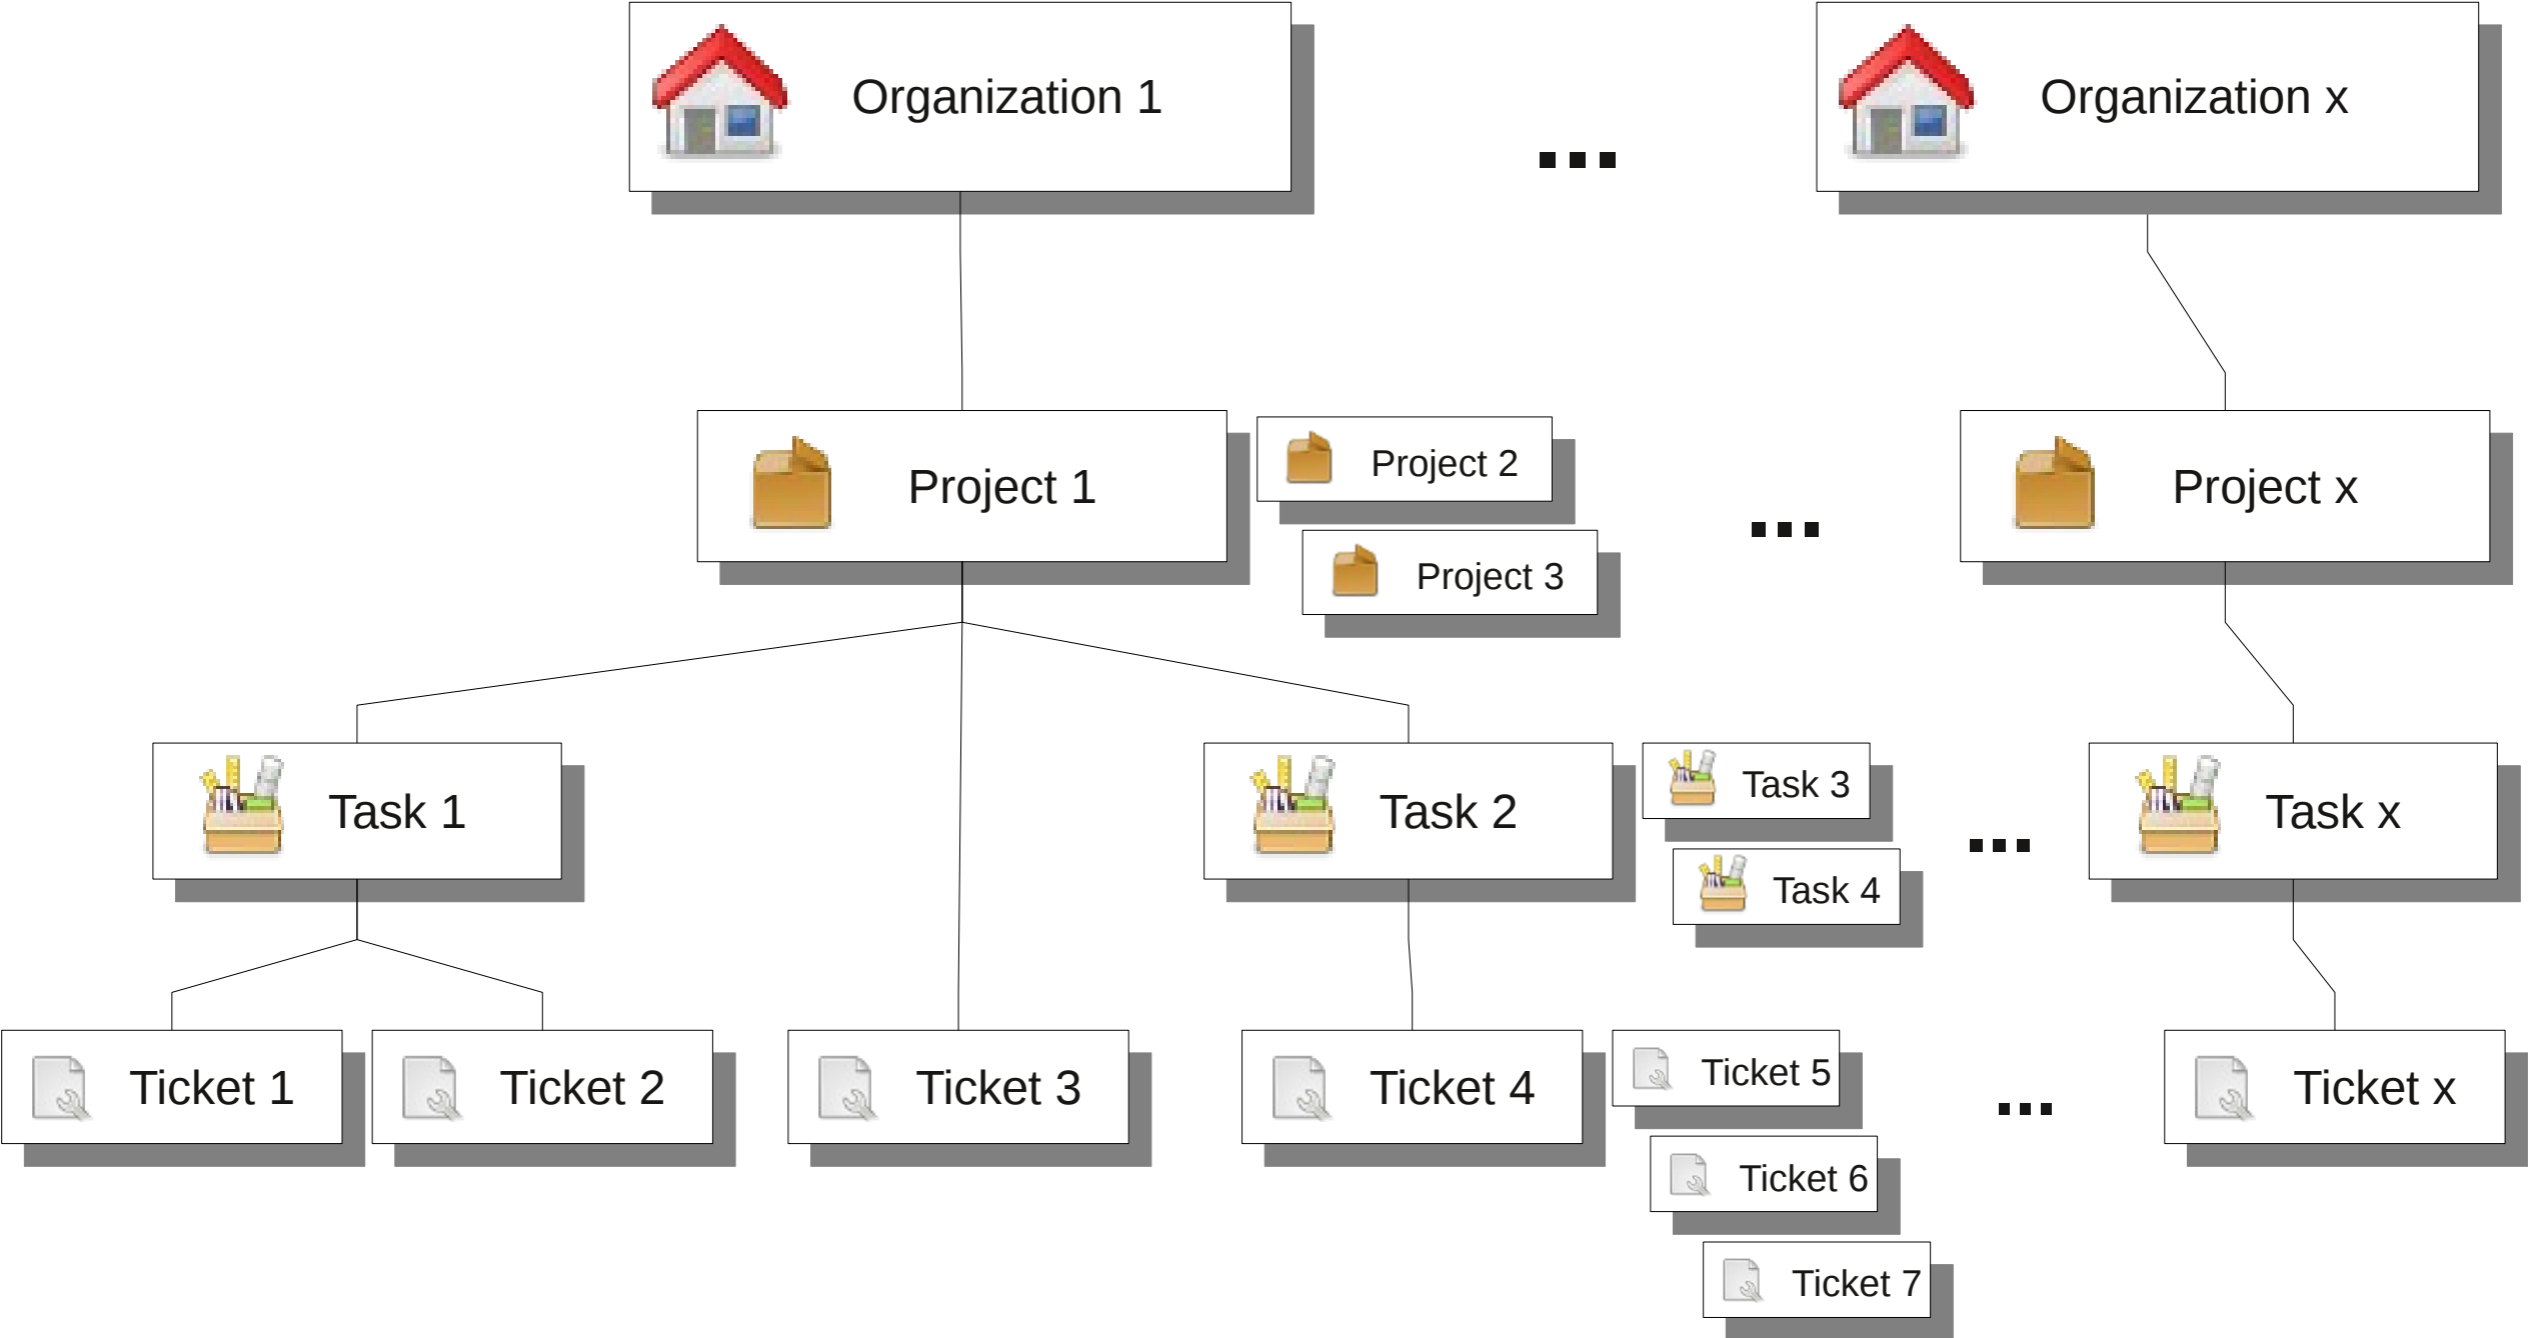 Organization 1
...
Organization x
Project 1
Project 2
Project 3
...
Project x
Task 1
Task 2
Task 3
Task 4
...
Task x
Ticket 1
Ticket 2
Ticket 3
Ticket 4
Ticket 5
Ticket 6
Ticket 7
...
Ticket x